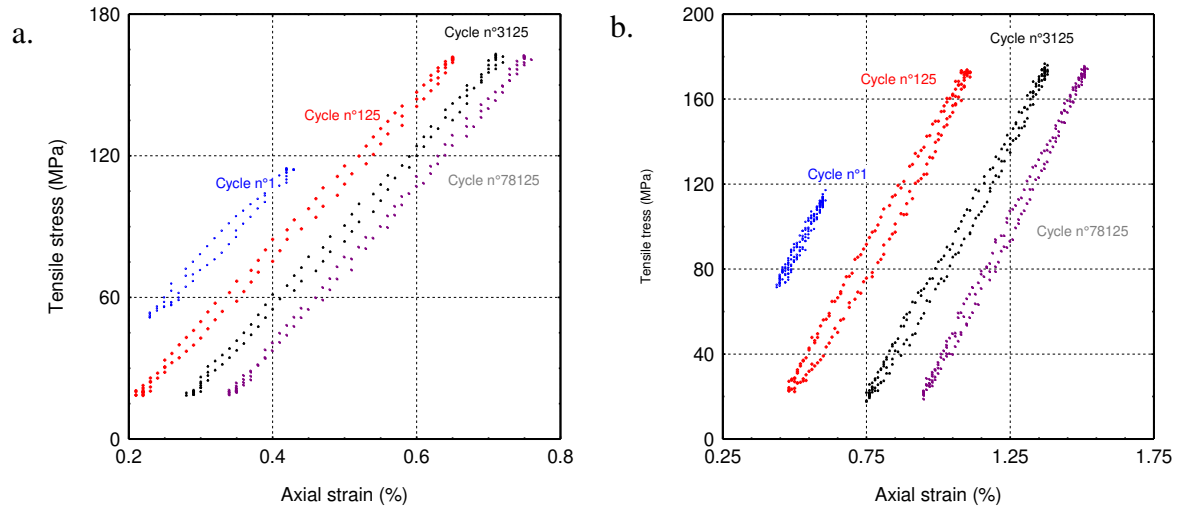 a.
180
120
60
0
Tensile stress (MPa)
Cycle n°3125
Cycle n°125
Cycle n°1
Cycle n°78125
0.2
0.4
0.6
0.8
Axial strain (%)
b.
200
160
120
80
40
0
Tensile tress (MPa)
Cycle n°3125
Cycle n°125
Cycle n°1
Cycle n°78125
0.25
0.75
1.25
1.75
Axial strain (%)